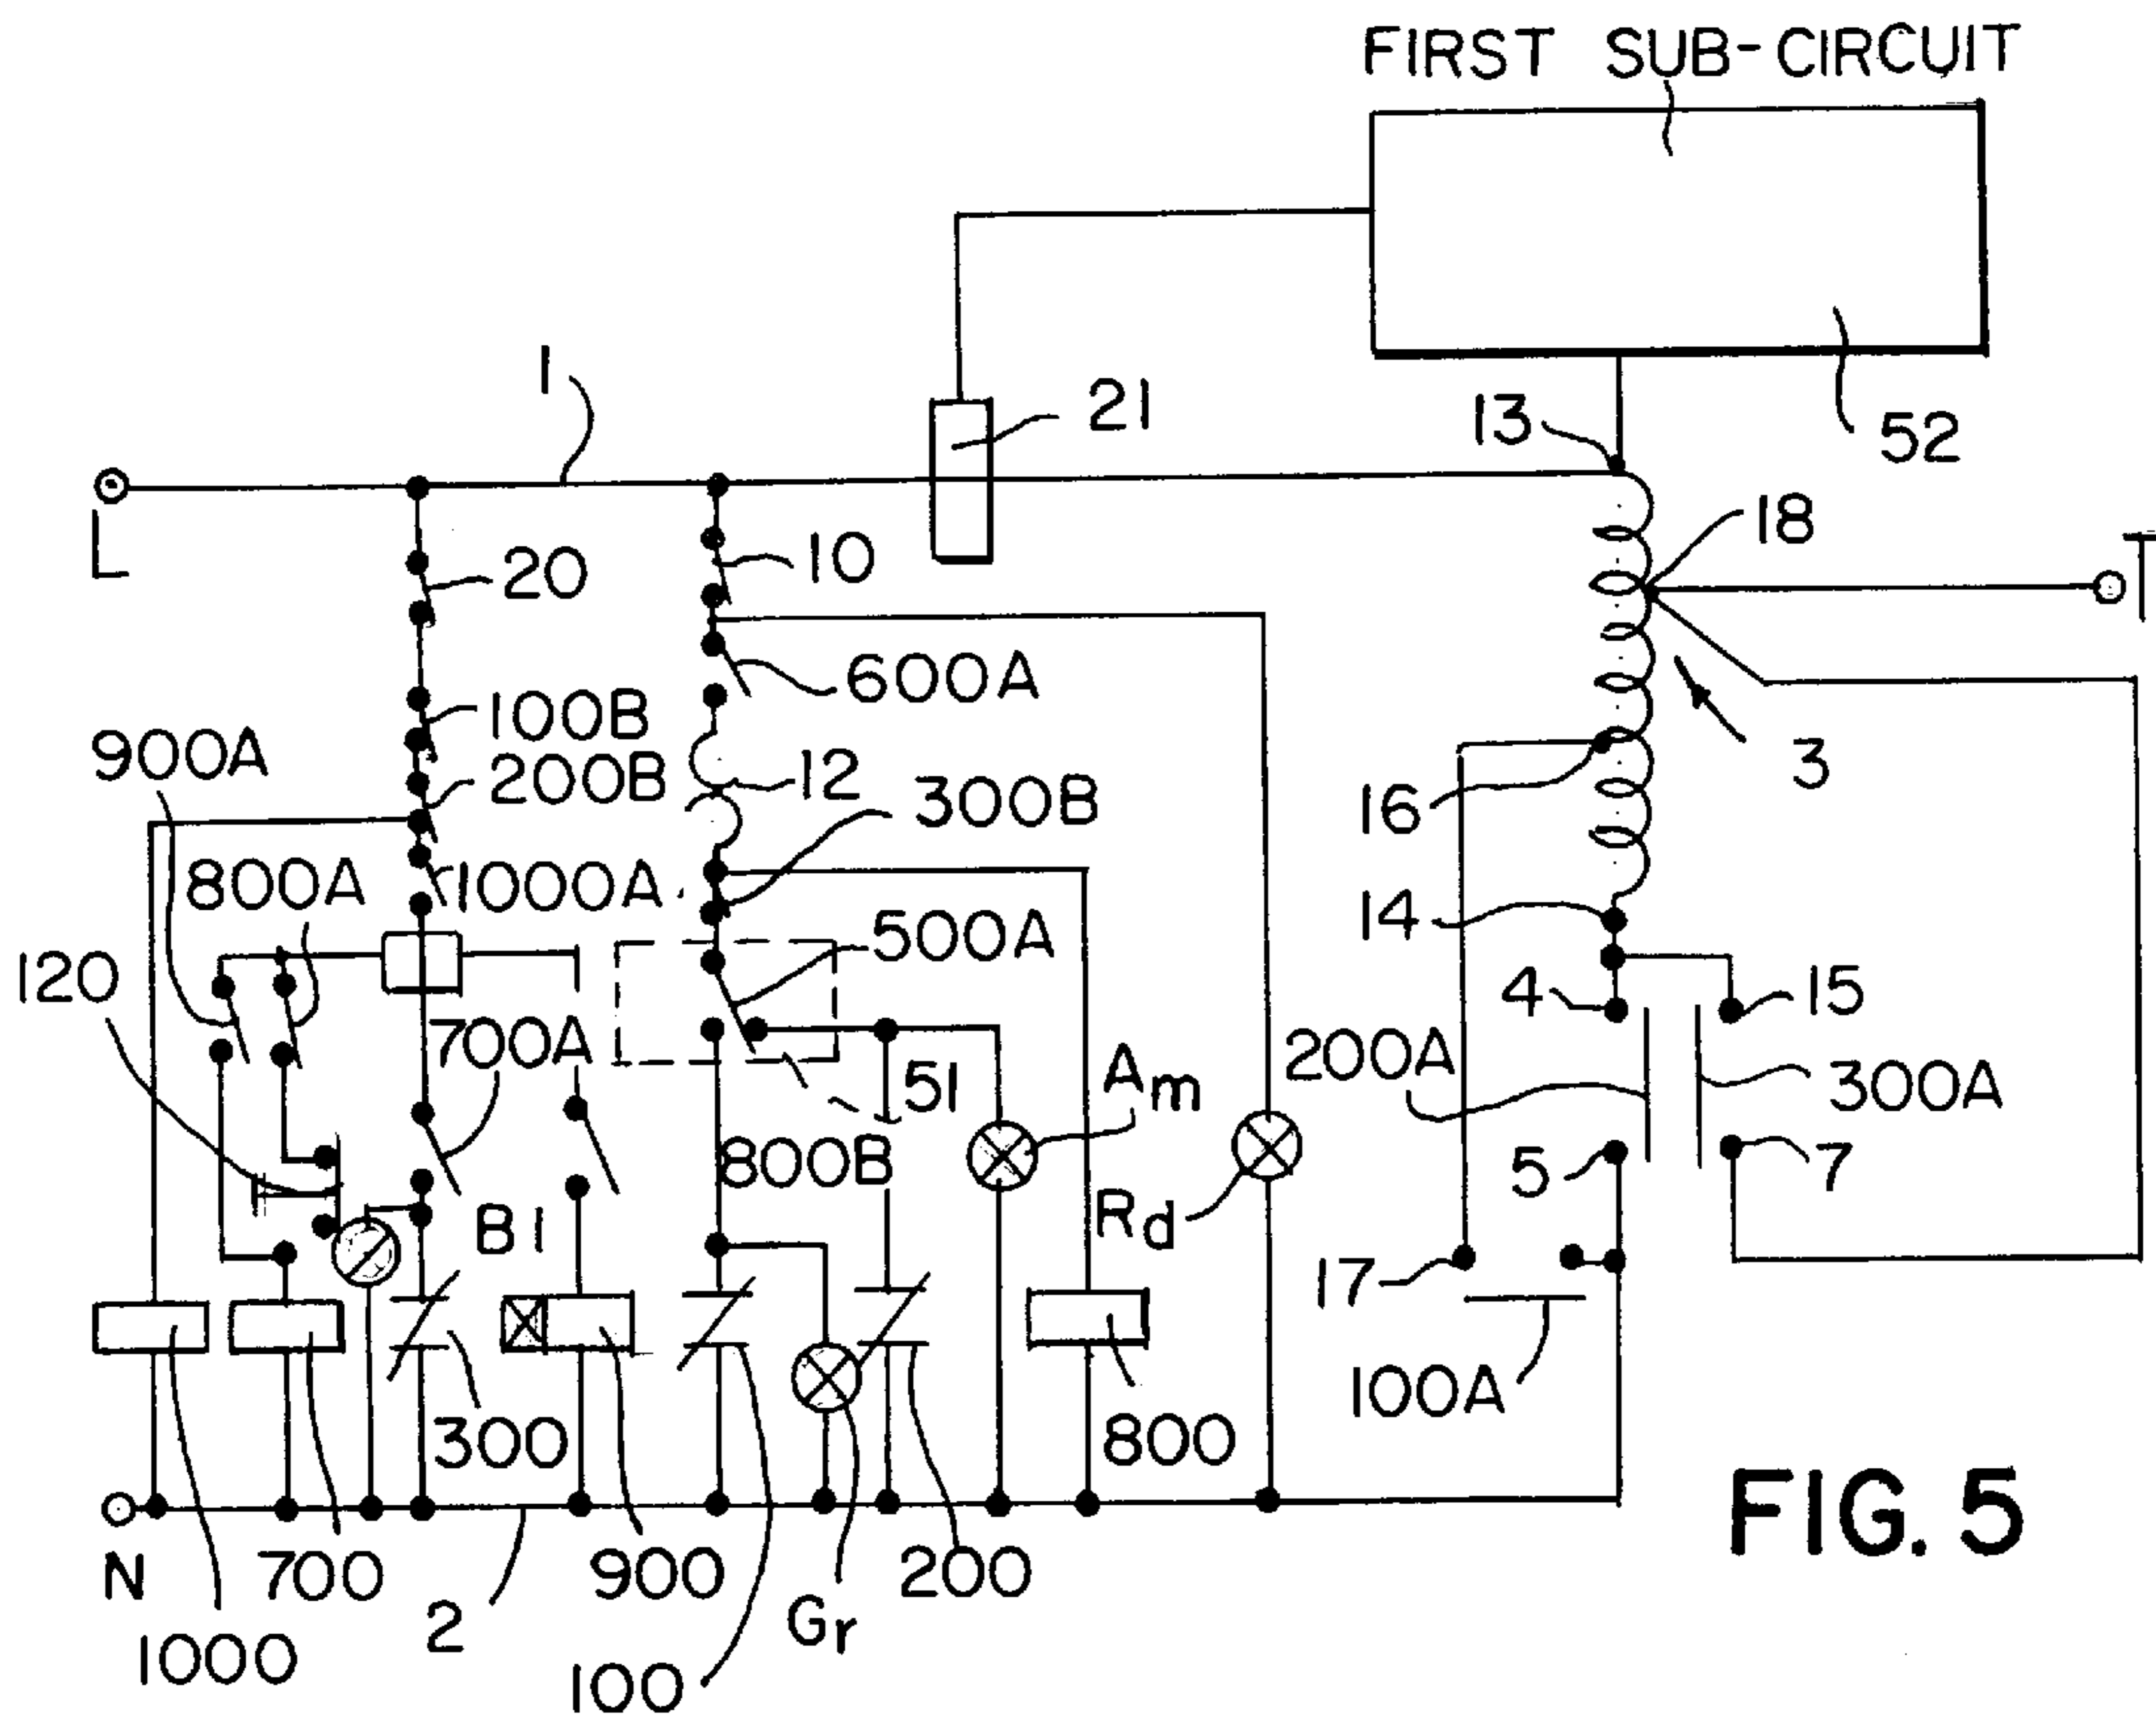 FIRST SUB-CIRCUIT
1
21
13
52
L
20
10
18
T
600A
100B
900A
200B
12
3
300B
16
800A
1000A
500A
14
120
4
15
700A
200A
51
Am
300A
800B
5
7
B1
Rd
17
300
100A
800
FIG. 5
N
700
2
900
200
Gr
1000
100